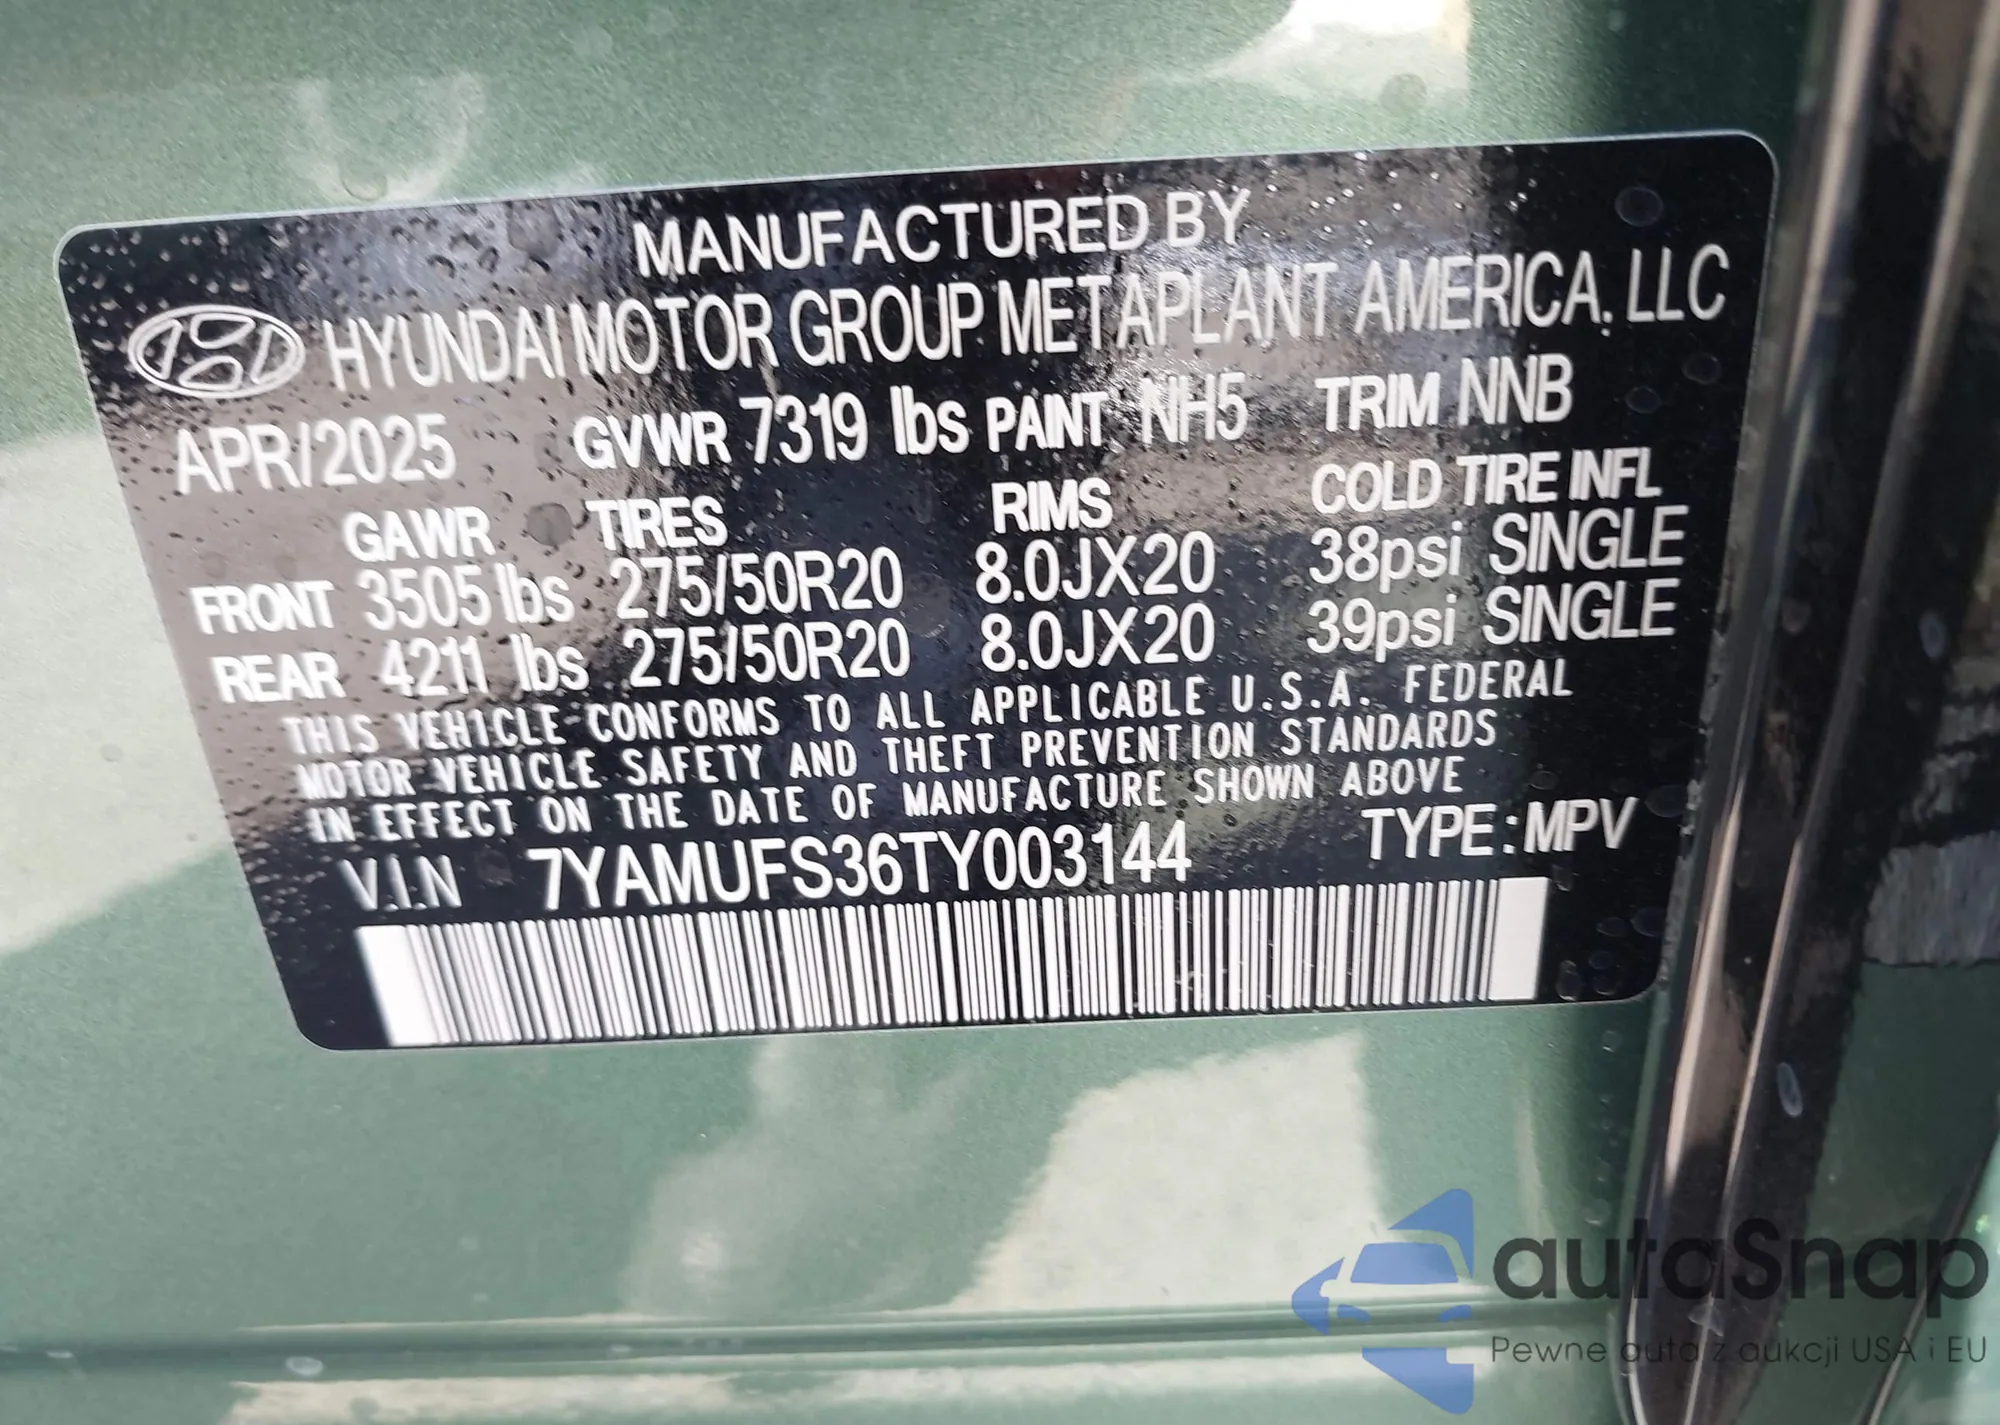 MANUFACTURED BY
HYUNDAI MOTOR GROUP METAPLANT AMERICA, LLC
APR/2025 GVWR 7319 lbs PAINT NH5 TRIM NNB
GAWR TIRES RIMS COLD TIRE INFL
FRONT 3505 lbs 275/50R20 8.0JX20 38psi SINGLE
REAR 4211 lbs 275/50R20 8.0JX20 39psi SINGLE
THIS VEHICLE CONFORMS TO ALL APPLICABLE U.S.A. FEDERAL
MOTOR VEHICLE SAFETY AND THEFT PREVENTION STANDARDS
IN EFFECT ON THE DATE OF MANUFACTURE SHOWN ABOVE
V.I.N 7YAMUFS36TY003144 TYPE:MPV
autaSnap
Pewne auta z aukcji USA i EU